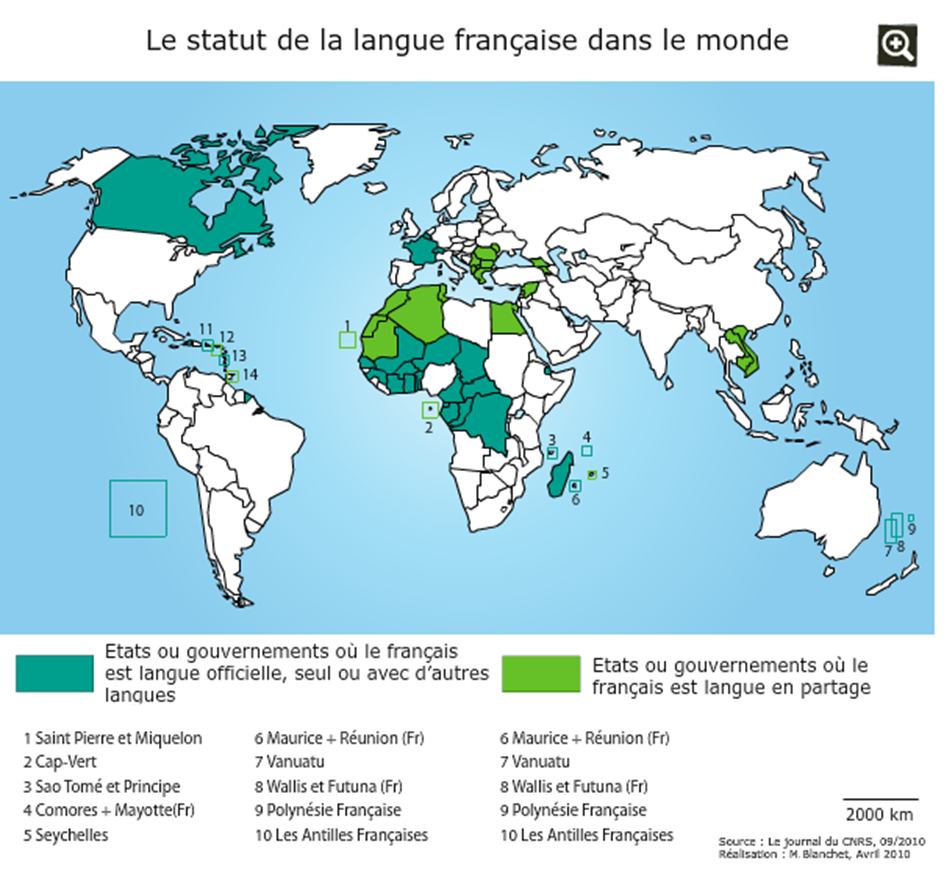 Le statut de la langue française dans le monde
11
12
13
14
1
2
3
4
5
6
10
9
7
8
Etats ou gouvernements où le français
est langue officielle, seul ou avec d'autres
langues
Etats ou gouvernements où le
français est langue en partage
1 Saint Pierre et Miquelon
2 Cap-Vert
3 Sao Tomé et Principe
4 Comores + Mayotte(Fr)
5 Seychelles
6 Maurice + Réunion (Fr)
7 Vanuatu
8 Wallis et Futuna (Fr)
9 Polynésie Française
10 Les Antilles Françaises
6 Maurice + Réunion (Fr)
7 Vanuatu
8 Wallis et Futuna (Fr)
9 Polynésie Française
10 Les Antilles Françaises
2000 km
Source : Le journal du CNRS, 09/2010
Réalisation : M. Blanchet, Avril 2010